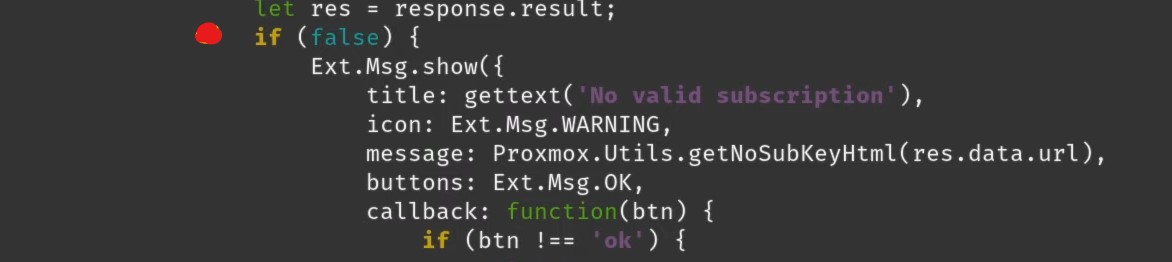 let res = response.result;
if (false) {
Ext.Msg.show({
title: gettext('No valid subscription'),
icon: Ext.Msg.WARNING,
message: Proxmox.Utils.getNoSubKeyHtml(res.data.url),
buttons: Ext.Msg.OK,
callback: function(btn) {
if (btn !== 'ok') {